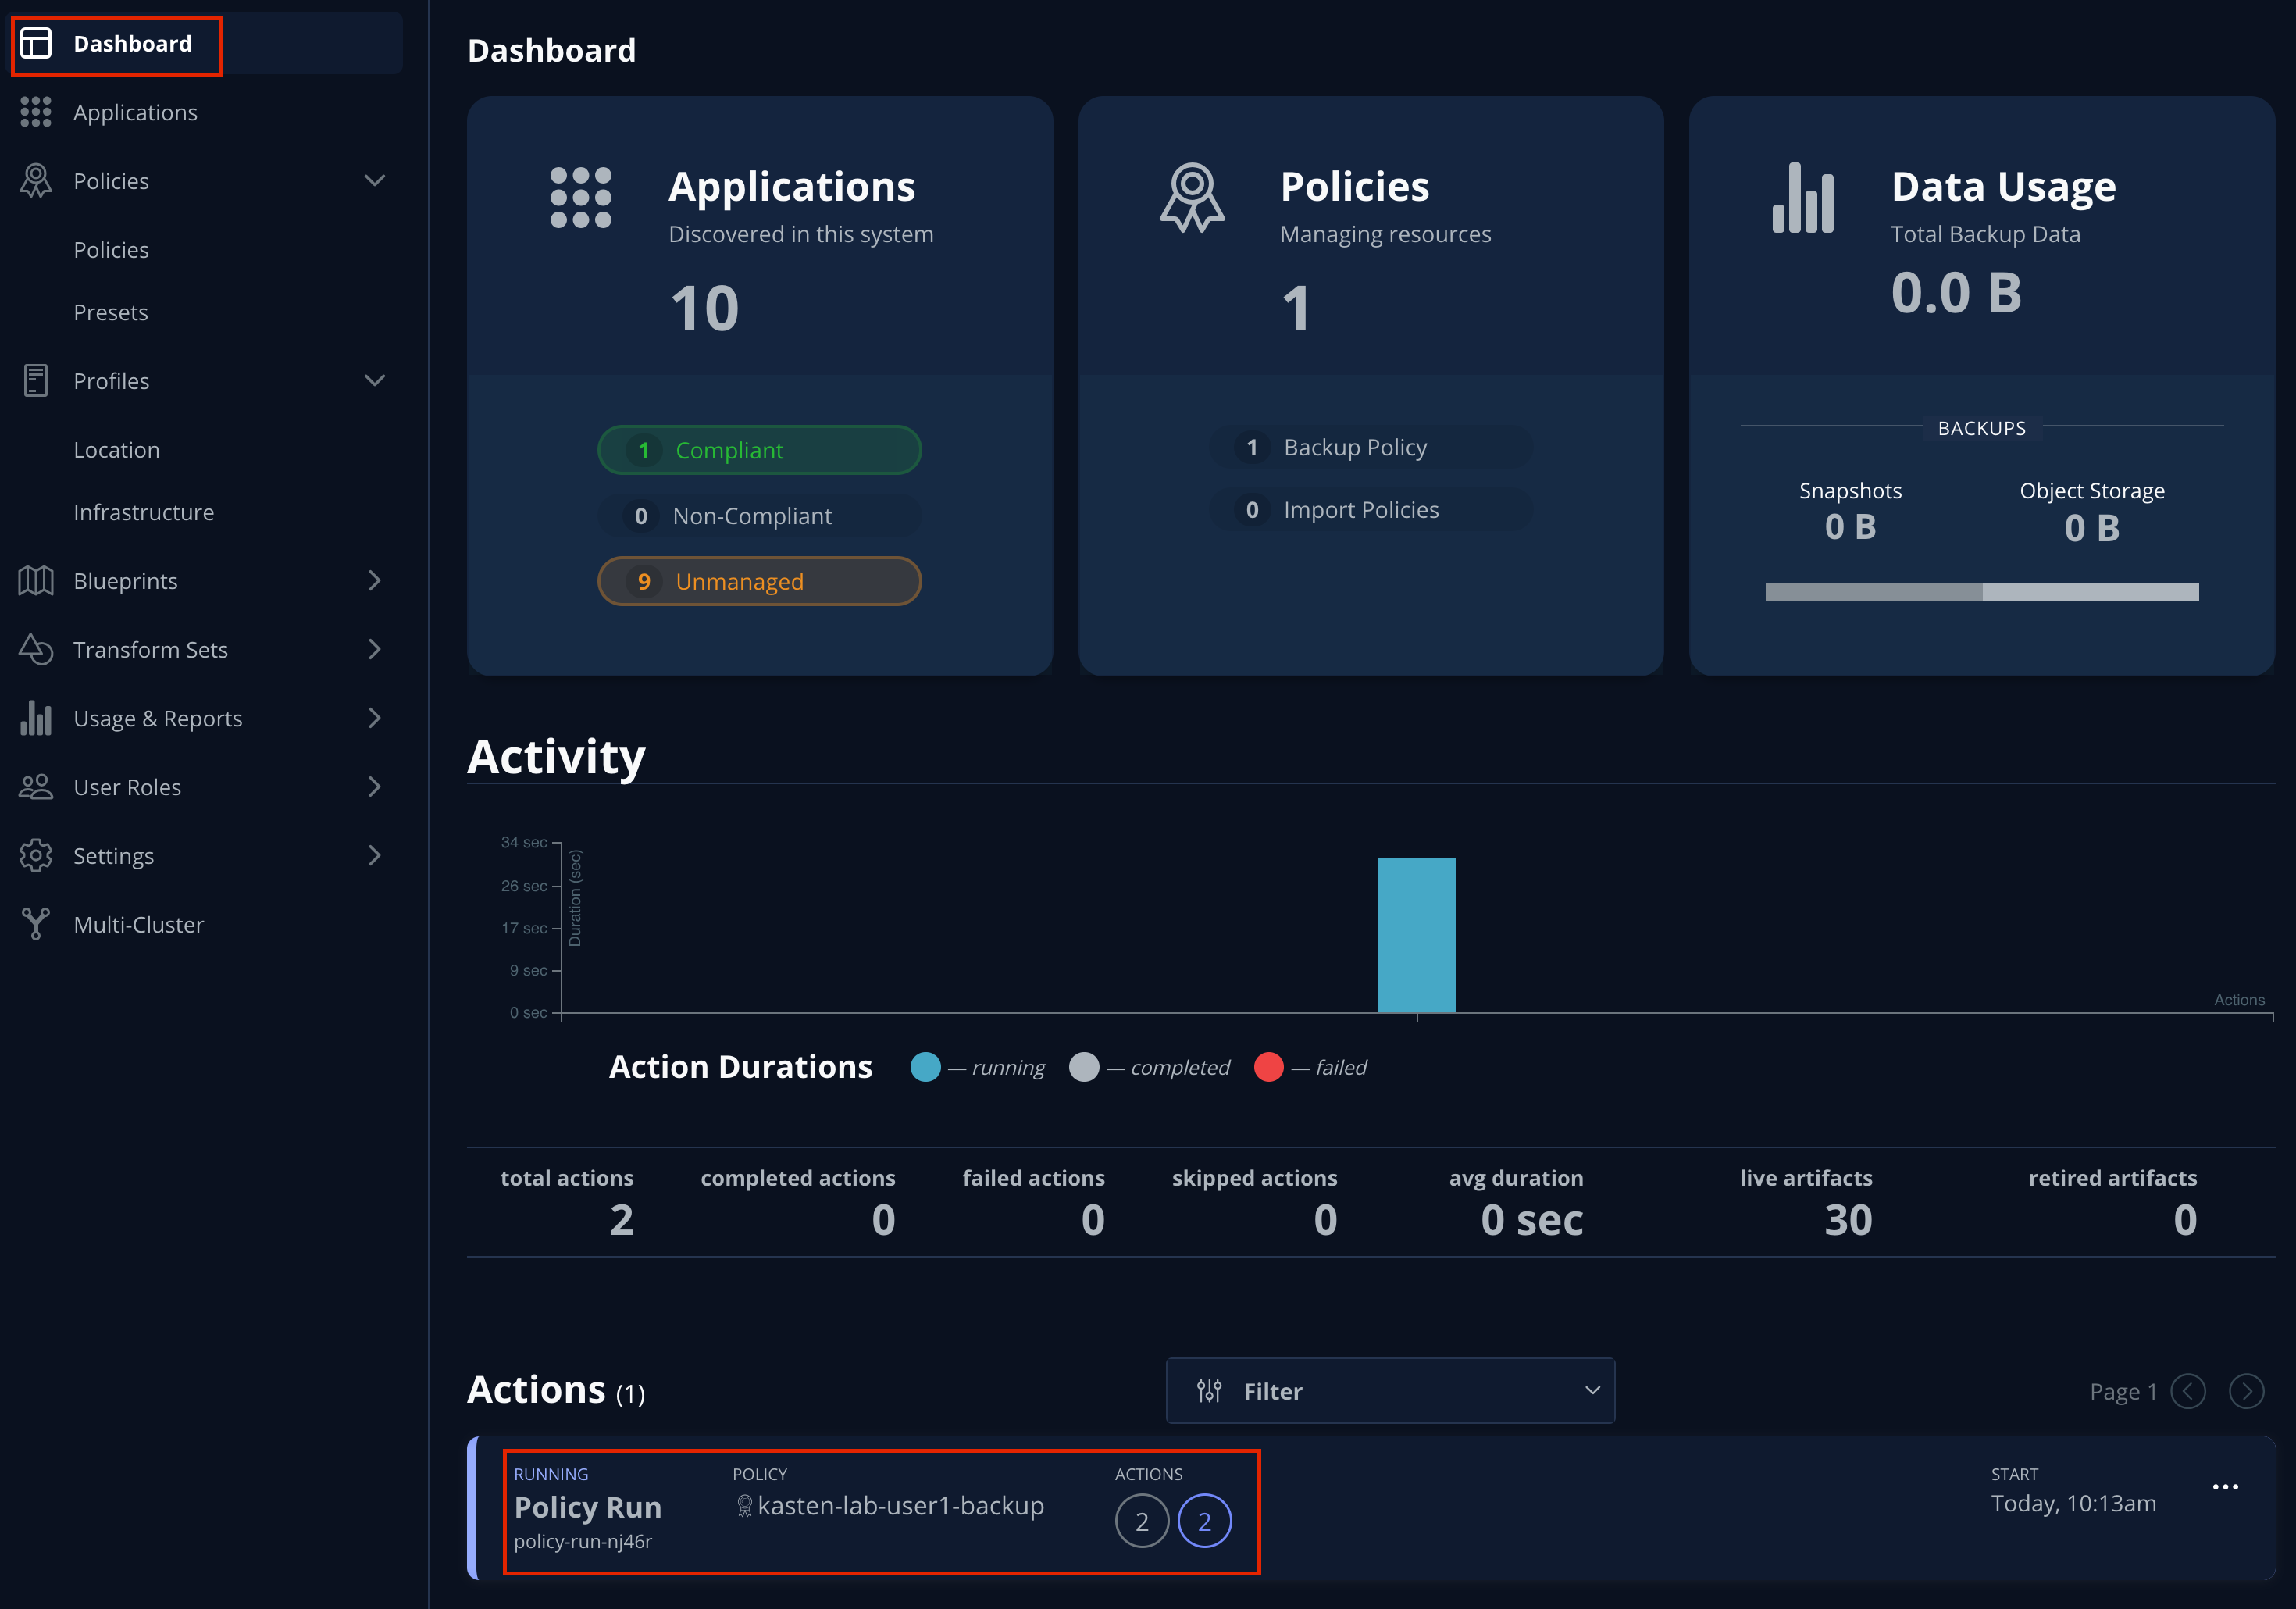 Dashboard
Applications
Policies
Policies
Presets
Profiles
Location
Infrastructure
Blueprints
Transform Sets
Usage & Reports
User Roles
Settings
Multi-Cluster
Dashboard
Applications
Discovered in this system
10
1 Compliant
0 Non-Compliant
9 Unmanaged
Policies
Managing resources
1
1 Backup Policy
0 Import Policies
Data Usage
Total Backup Data
0.0 B
BACKUPS
Snapshots
0 B
Object Storage
0 B
Activity
34 sec
26 sec
17 sec
9 sec
0 sec
Duration (sec)
Actions
Action Durations — running — completed — failed
total actions
2
completed actions
0
failed actions
0
skipped actions
0
avg duration
0 sec
live artifacts
30
retired artifacts
0
Actions (1)
Filter
Page 1
RUNNING
Policy Run
policy-run-nj46r
POLICY
kasten-lab-user1-backup
ACTIONS
2 2
START
Today, 10:13am